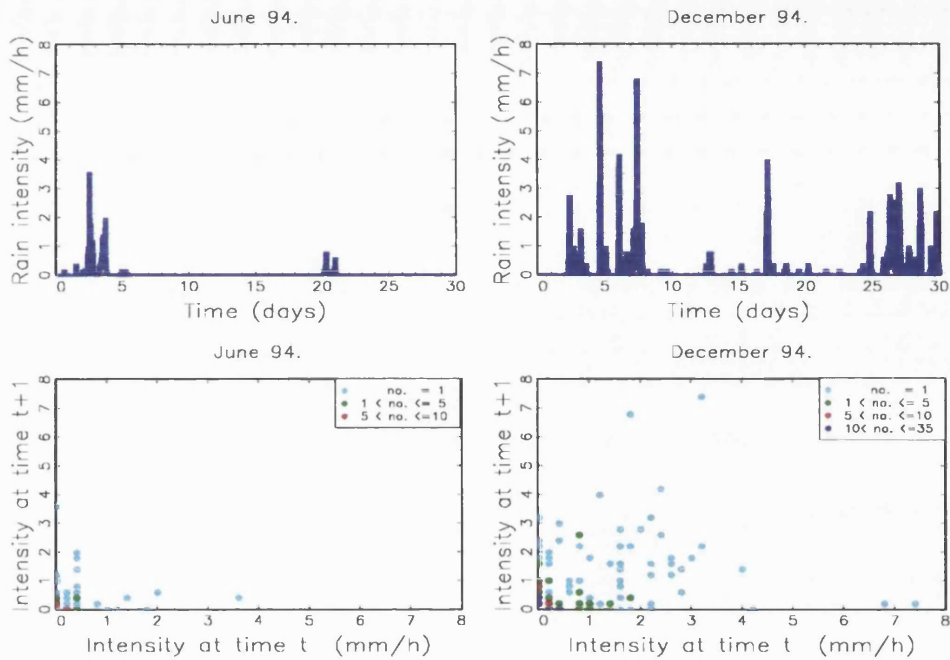 June 94.
Rain intensity (mm/h)
0 1 2 3 4 5 6 7 8
0 5 10 15 20 25 30
Time (days)
December 94.
Rain intensity (mm/h)
0 1 2 3 4 5 6 7 8
0 5 10 15 20 25 30
Time (days)
June 94.
Intensity at time t+1
0 1 2 3 4 5 6 7 8
no. = 1
1 < no. <= 5
5 < no. <=10
0 1 2 3 4 5 6 7 8
Intensity at time t (mm/h)
December 94.
Intensity at time t+1
0 1 2 3 4 5 6 7 8
no. = 1
1 < no. <= 5
5 < no. <=10
10< no. <=35
0 1 2 3 4 5 6 7 8
Intensity at time t (mm/h)